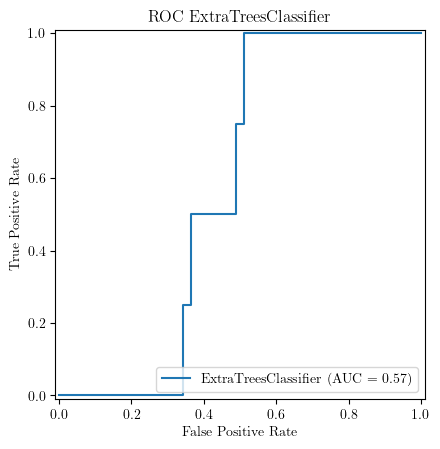 ROC ExtraTreesClassifier
1.0
0.8
0.6
0.4
0.2
0.0
True Positive Rate
ExtraTreesClassifier (AUC = 0.57)
0.0 0.2 0.4 0.6 0.8 1.0
False Positive Rate